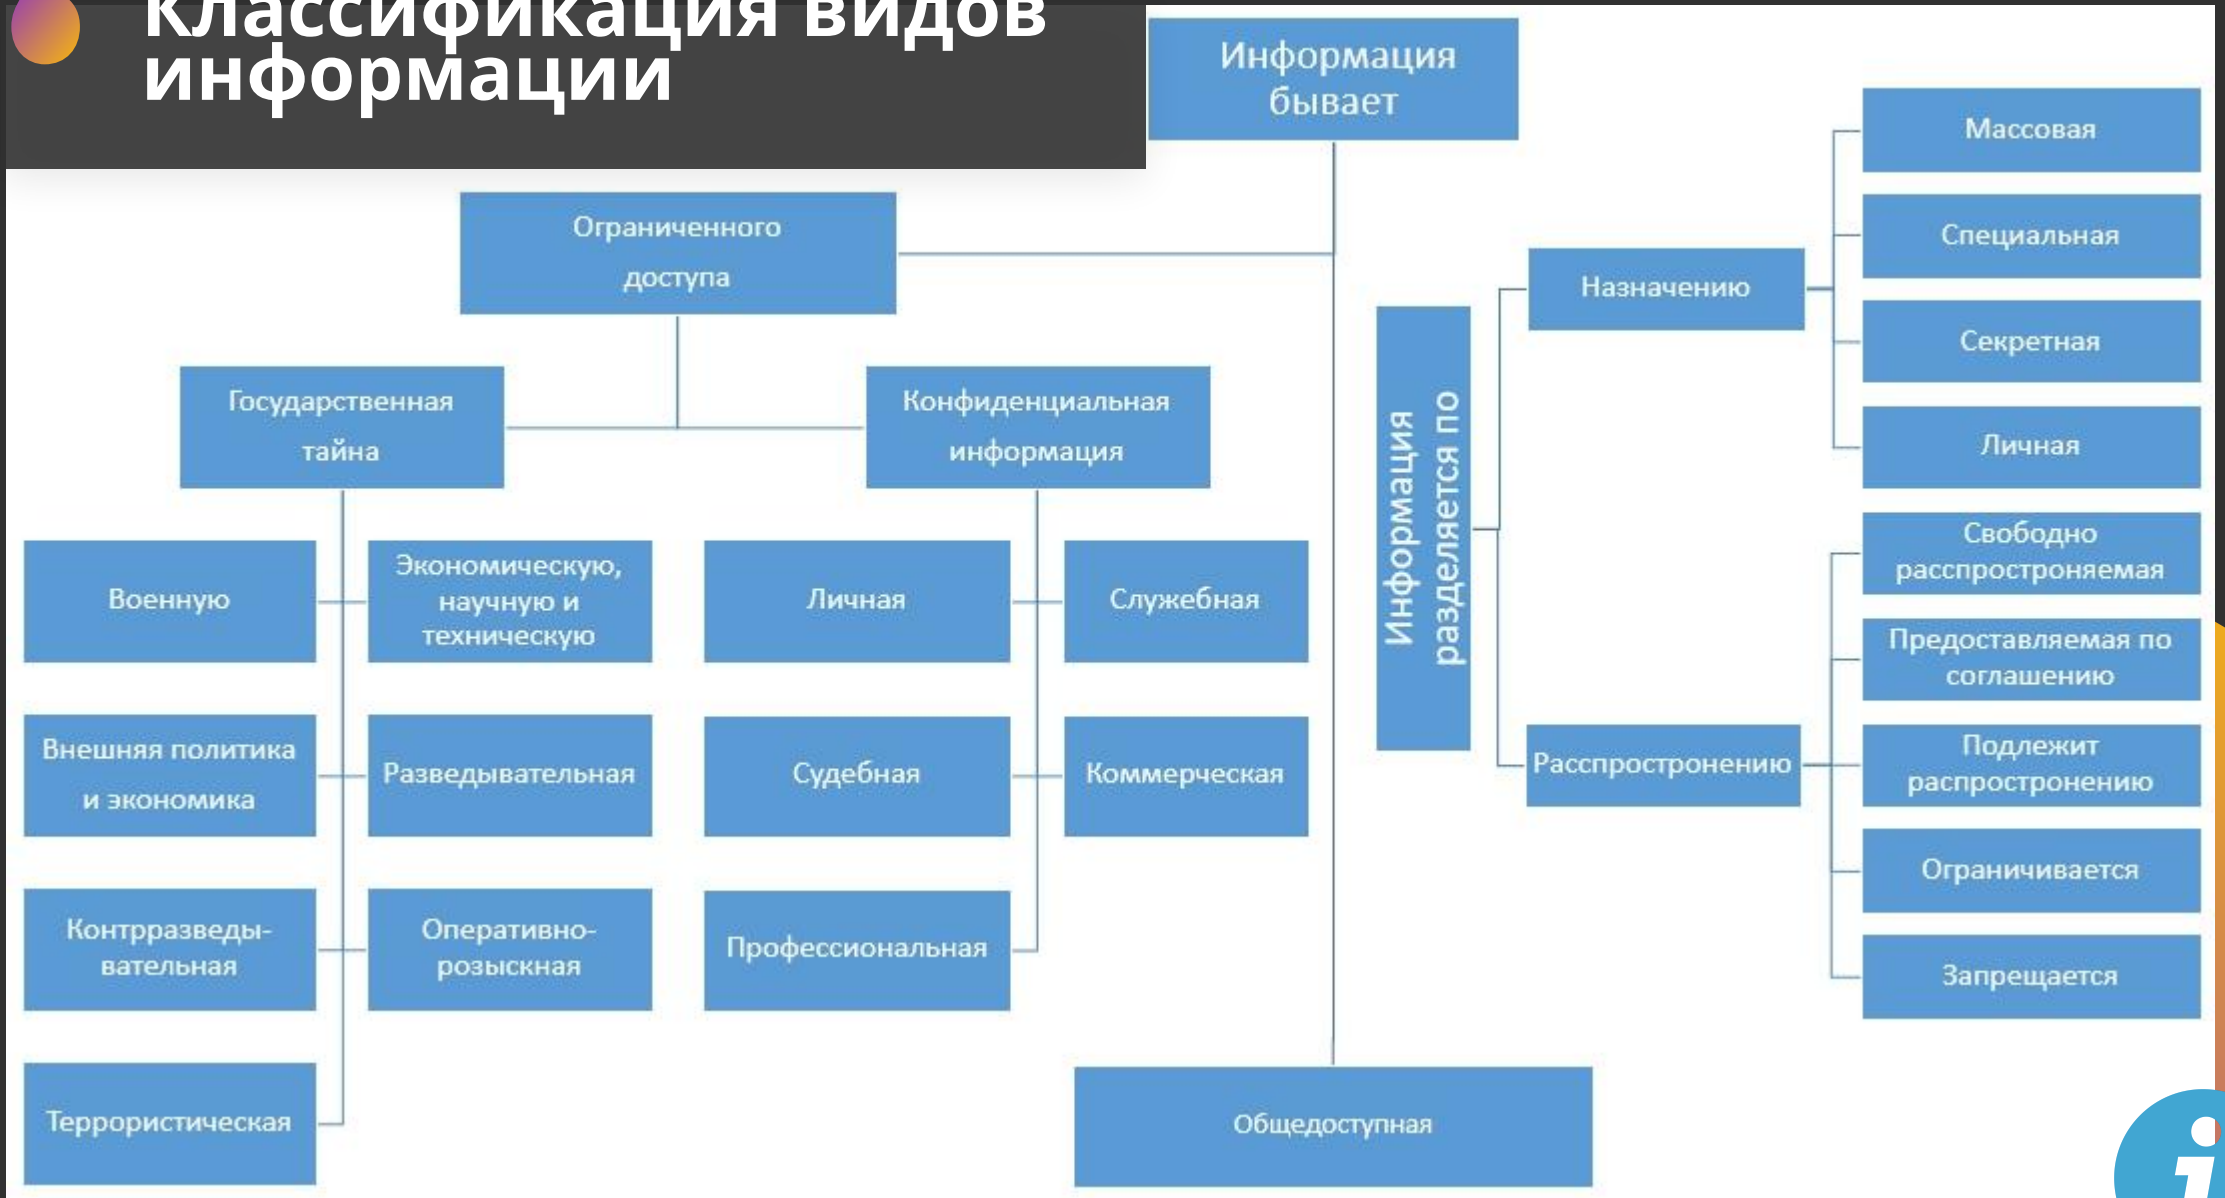 Классификация видов
информации
Информация
бывает
Ограниченного
доступа
Государственная
тайна
Конфиденциальная
информация
Военную
Экономическую,
научную и
техническую
Личная
Служебная
Внешняя политика
и экономика
Разведывательная
Судебная
Коммерческая
Контрразведы-
вательная
Оперативно-
розыскная
Профессиональная
Террористическая
Общедоступная
Информация
разделяется по
Назначению
Массовая
Специальная
Секретная
Личная
Расспростронению
Свободно
расспростроняемая
Предоставляемая по
соглашению
Подлежит
распростронению
Ограничивается
Запрещается
i